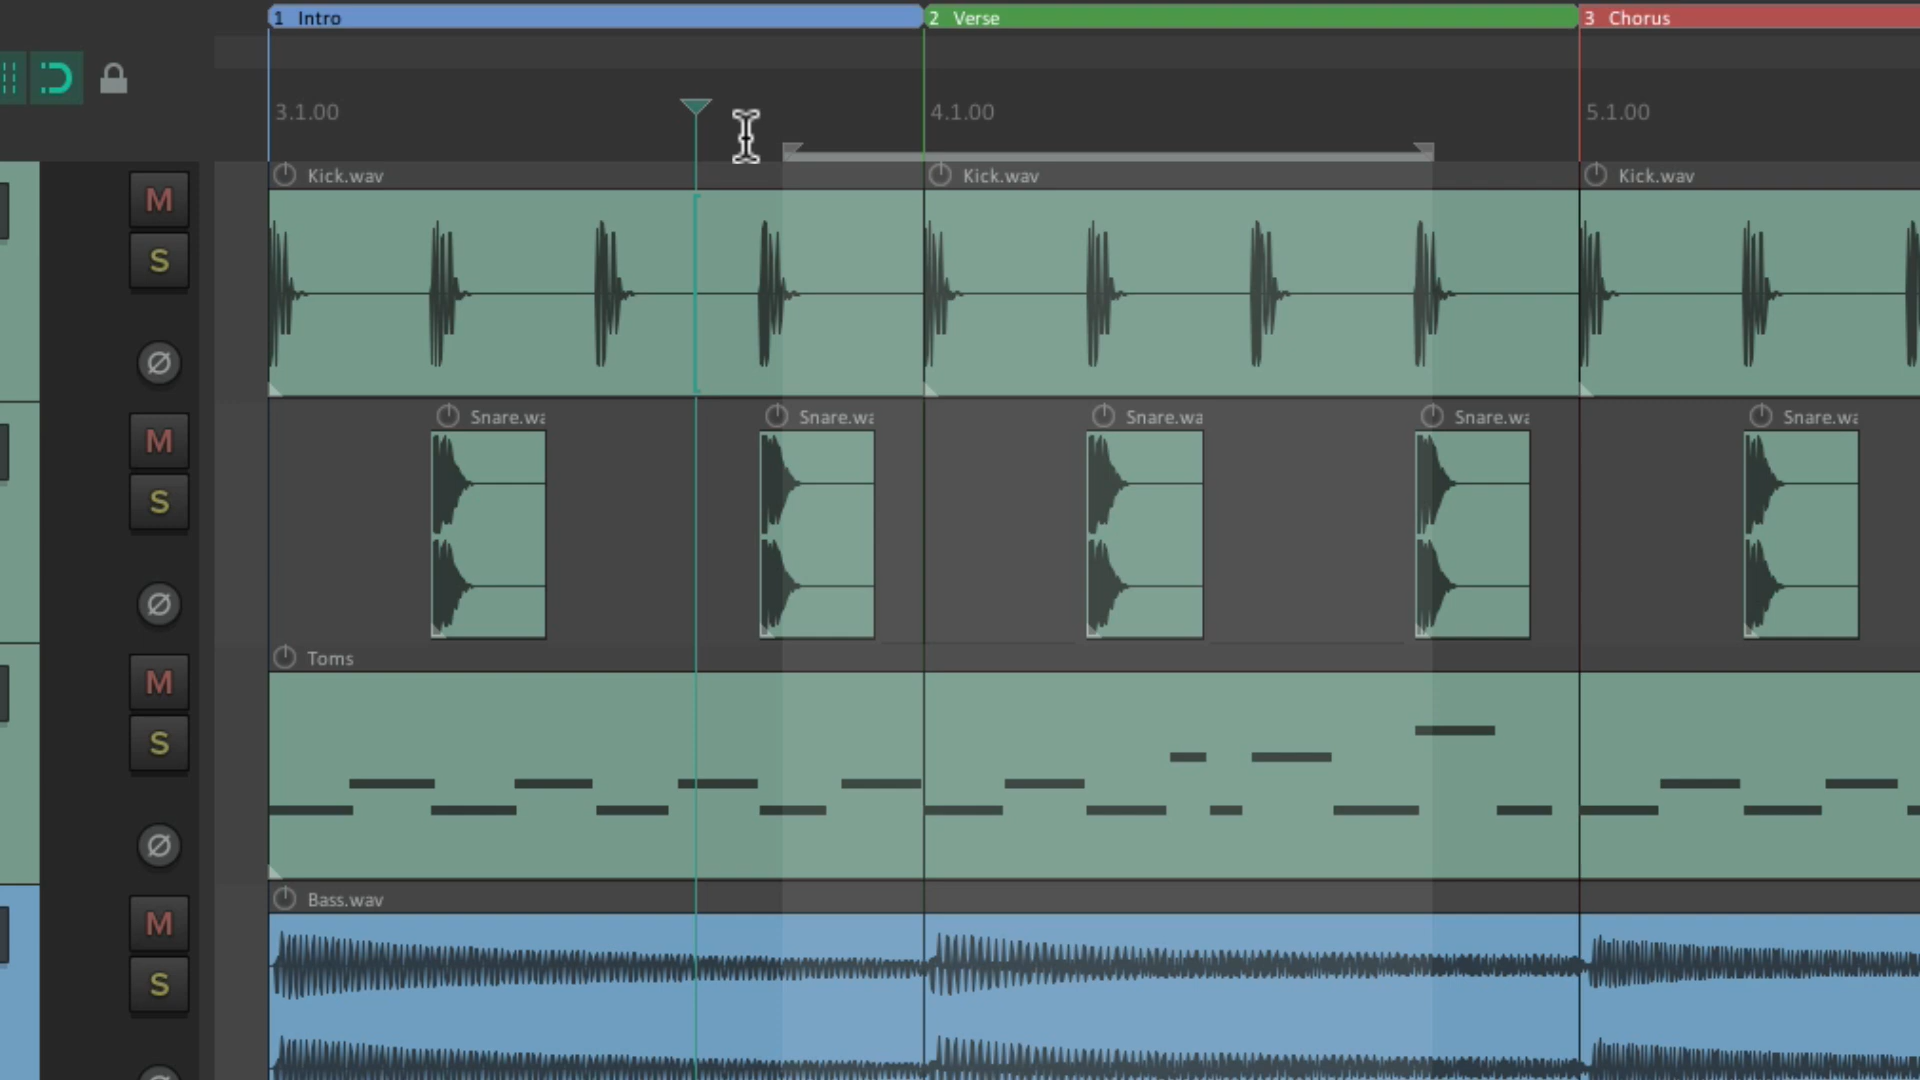 1 Intro
2 Verse
3 Chorus
3.1.00
4.1.00
5.1.00
Kick.wav
Kick.wav
Kick.wav
M
S
Ø
Snare.wa
Snare.wa
Snare.wa
Snare.wa
Snare.wa
M
S
Ø
Toms
M
S
Ø
Bass.wav
M
S